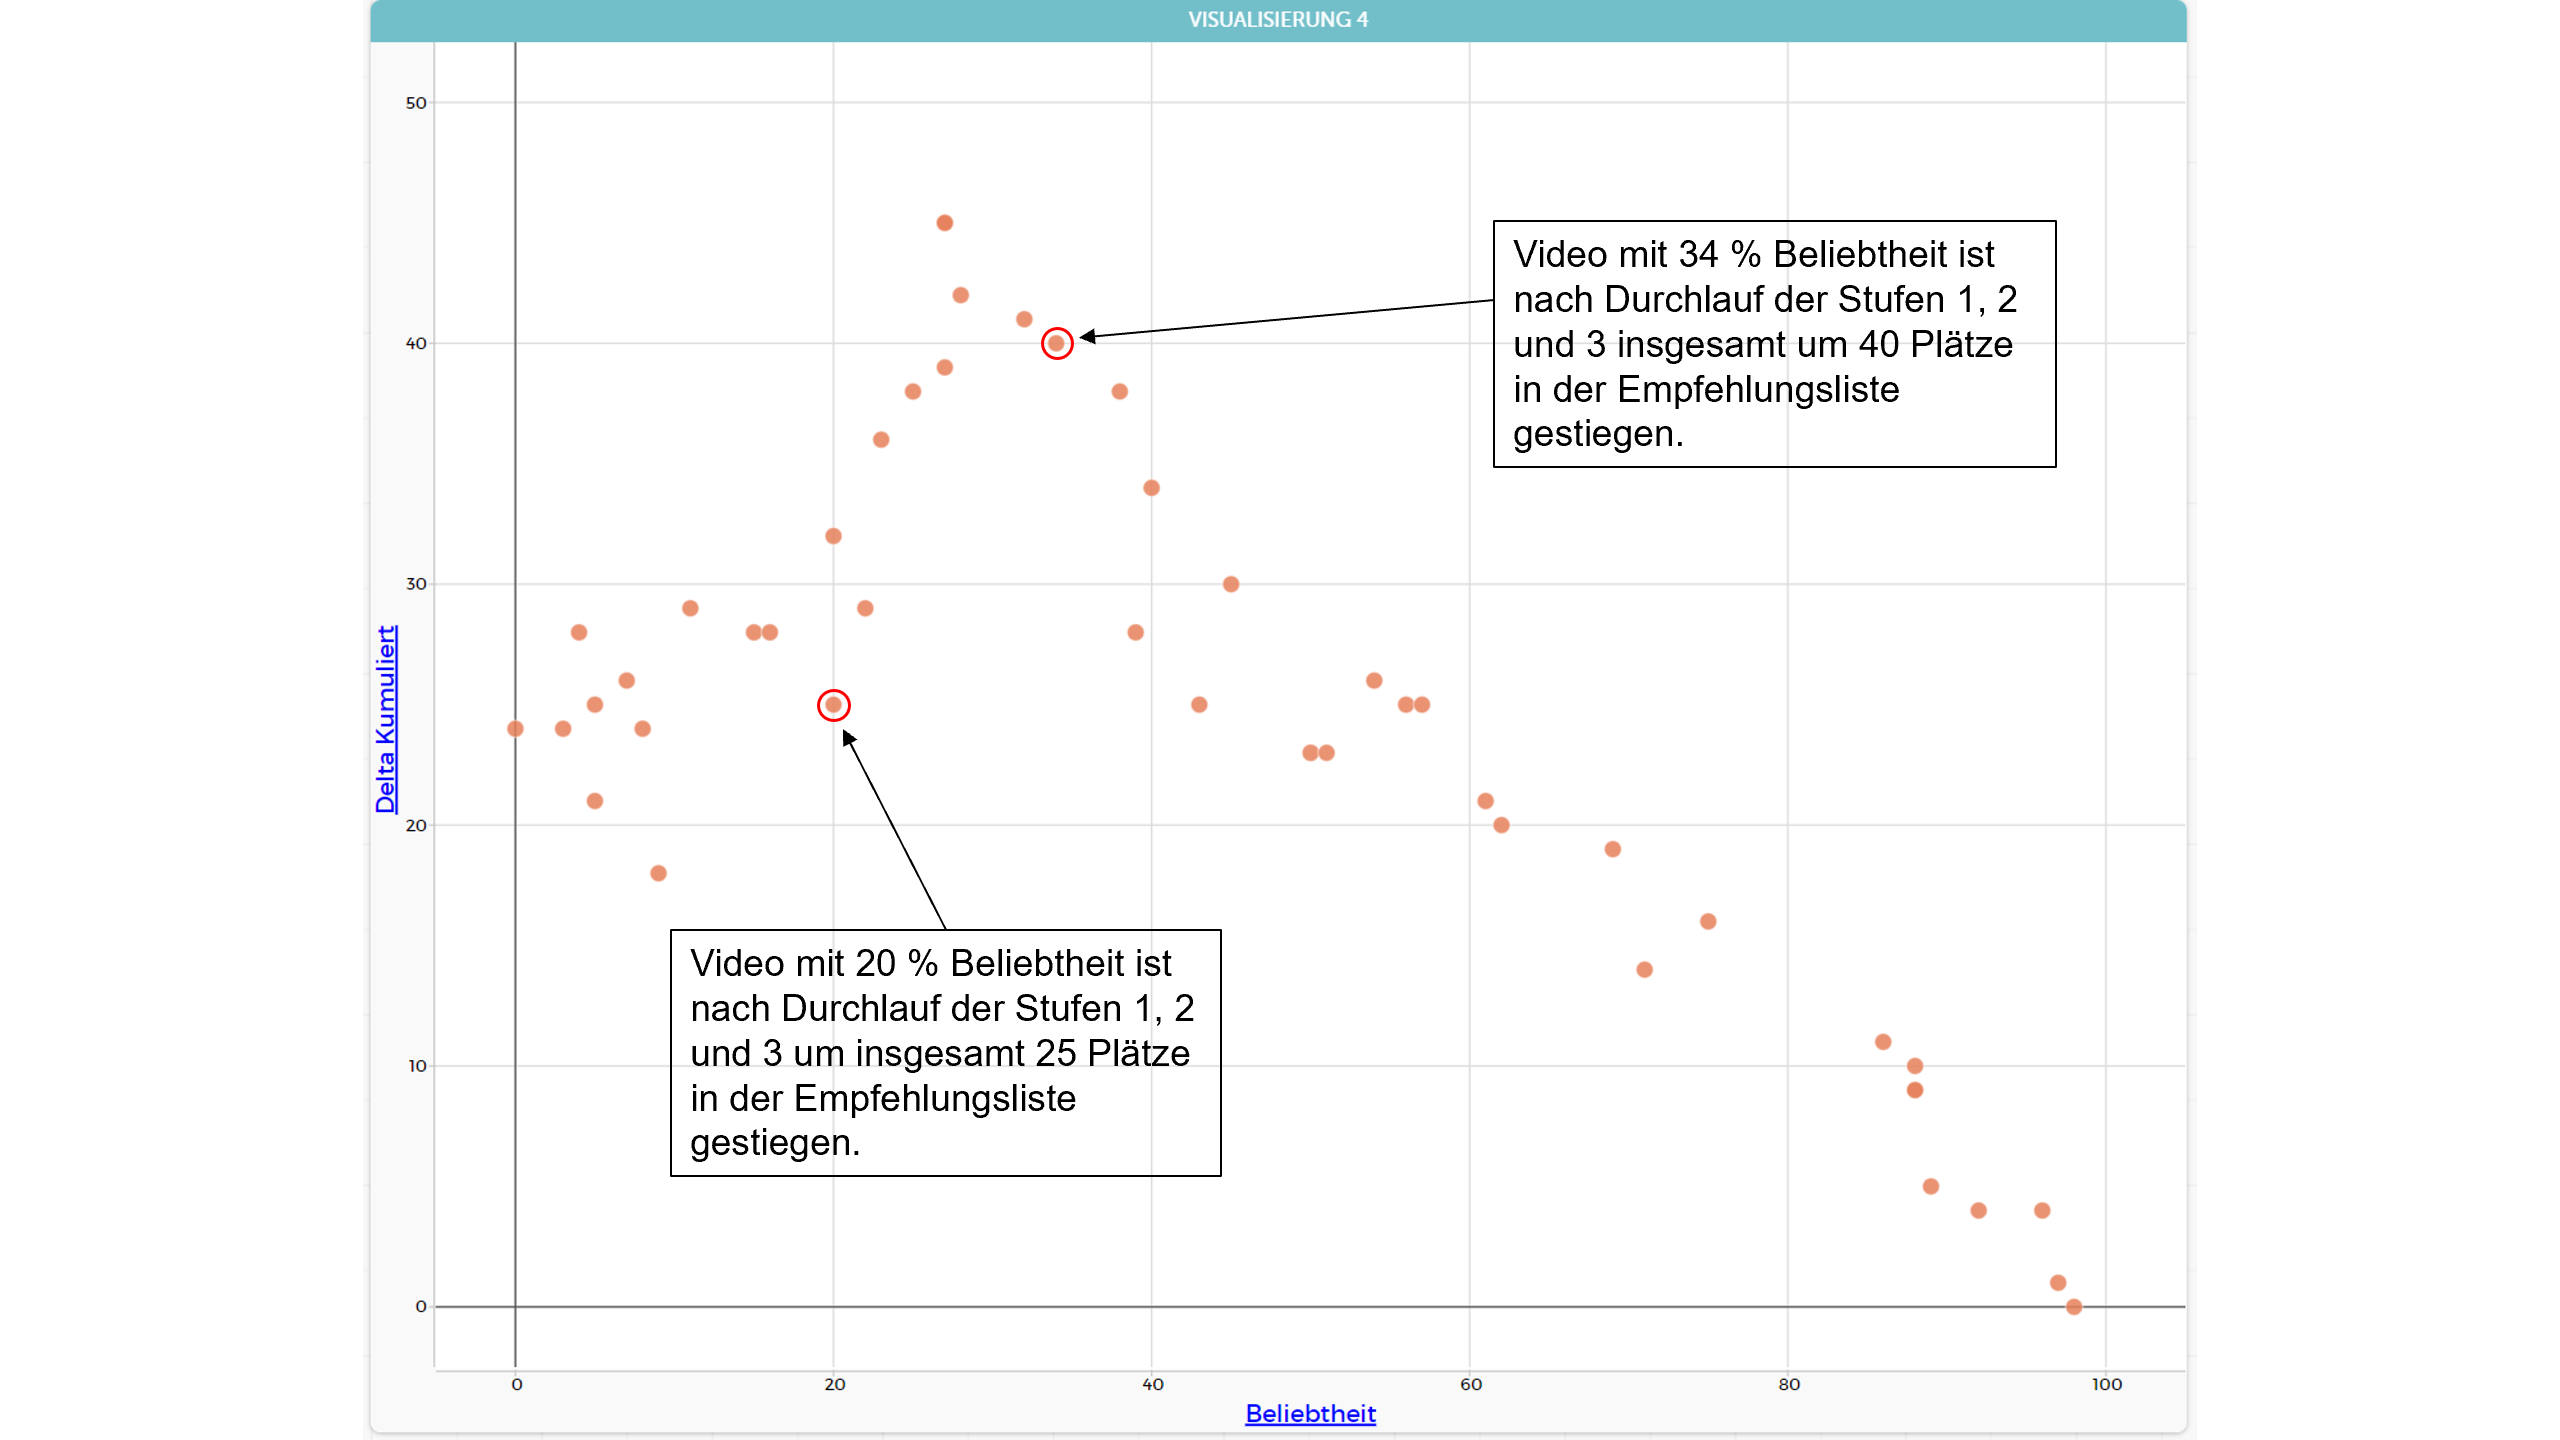 VISUALISIERUNG 4
50
40
30
20
10
0
Delta Kumuliert
Video mit 34 % Beliebtheit ist
nach Durchlauf der Stufen 1, 2
und 3 insgesamt um 40 Plätze
in der Empfehlungsliste
gestiegen.
Video mit 20 % Beliebtheit ist
nach Durchlauf der Stufen 1, 2
und 3 um insgesamt 25 Plätze
in der Empfehlungsliste
gestiegen.
0 20 40 60 80 100
Beliebtheit